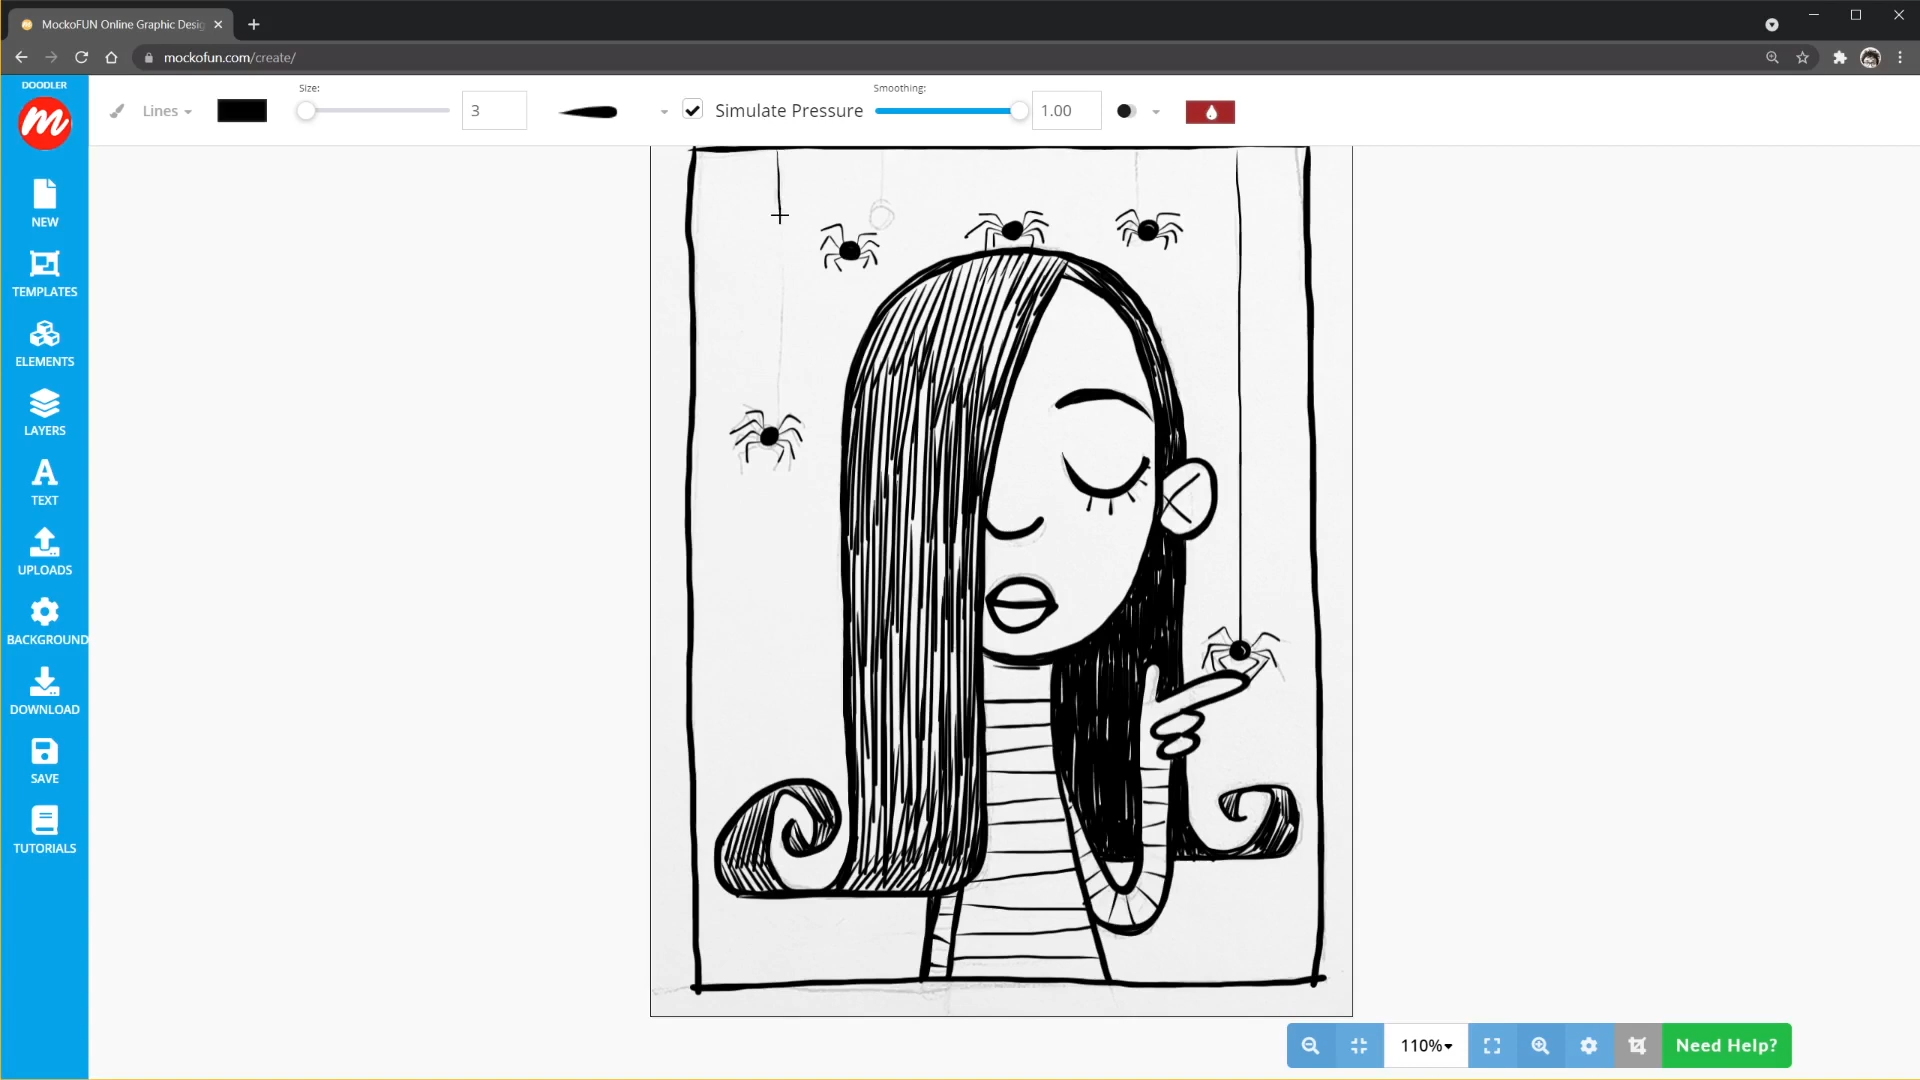 MockoFUN Online Graphic Desig
mockofun.com/create/
DOODLER
m
Lines
Size:
3
Simulate Pressure
Smoothing:
1.00
NEW
TEMPLATES
ELEMENTS
LAYERS
A
TEXT
UPLOADS
BACKGROUND
DOWNLOAD
SAVE
TUTORIALS
110%
Need Help?